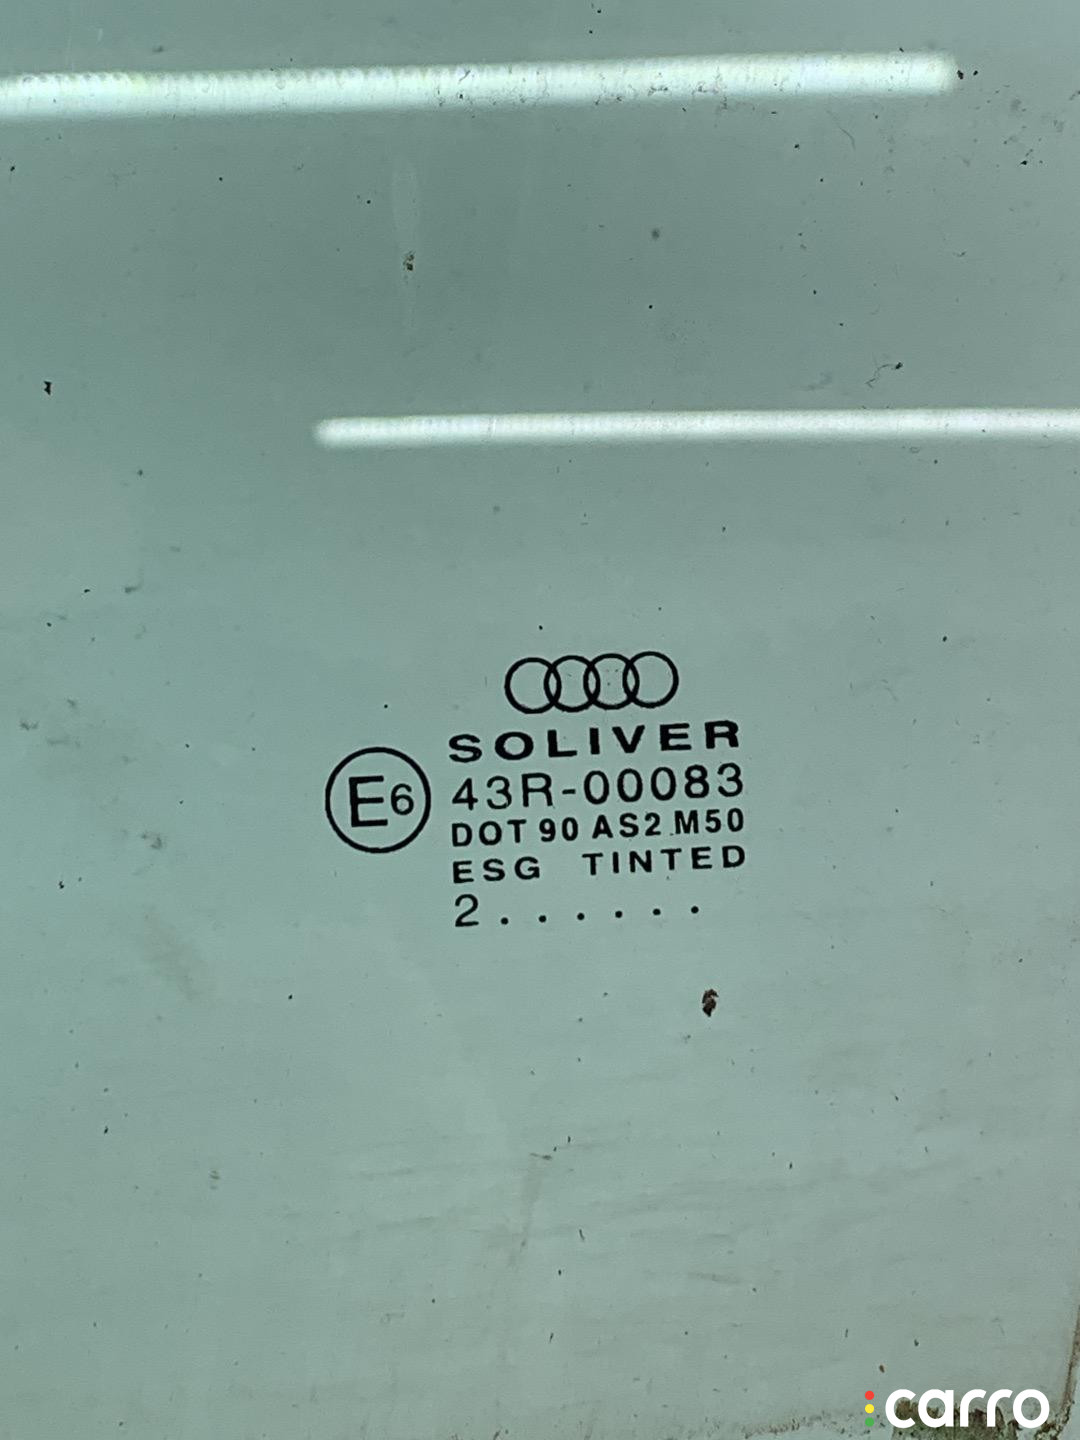 SOLIVER
E6
43R-00083
DOT 90 AS2 M50
ESG TINTED
2 . . . . . .
carro